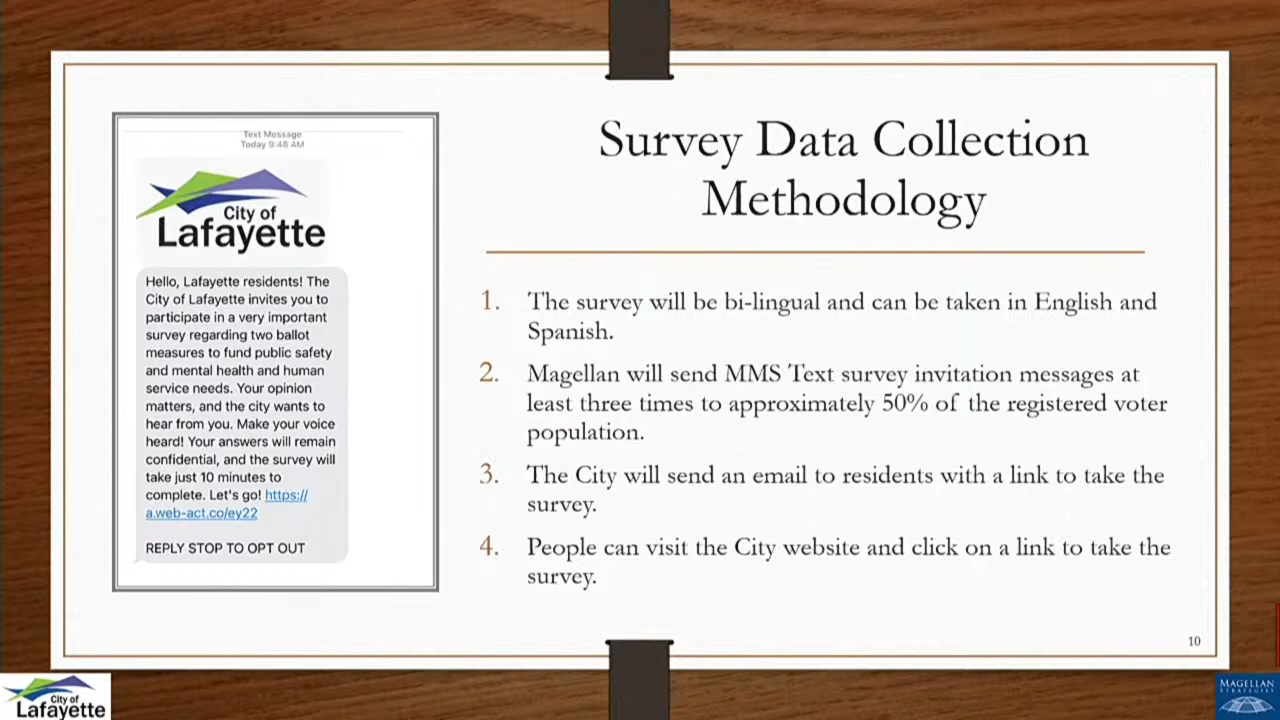 Text Message
Today 9:48 AM
City of
Lafayette
Hello, Lafayette residents! The
City of Lafayette invites you to
participate in a very important
survey regarding two ballot
measures to fund public safety
and mental health and human
service needs. Your opinion
matters, and the city wants to
hear from you. Make your voice
heard! Your answers will remain
confidential, and the survey will
take just 10 minutes to
complete. Let's go! https://
a.web-act.co/ey22
REPLY STOP TO OPT OUT
Survey Data Collection
Methodology
1. The survey will be bi-lingual and can be taken in English and
Spanish.
2. Magellan will send MMS Text survey invitation messages at
least three times to approximately 50% of the registered voter
population.
3. The City will send an email to residents with a link to take the
survey.
4. People can visit the City website and click on a link to take the
survey.
10
City of
Lafayette
MAGELLAN
STRATEGIES